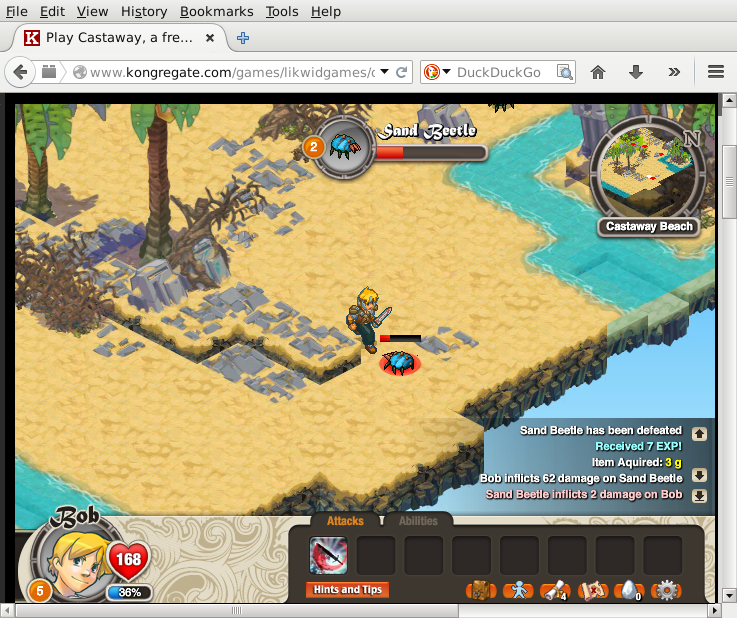 File Edit View History Bookmarks Tools Help
K Play Castaway, a fre...
www.kongregate.com/games/likwidgames/c
DuckDuckGo
Sand Beetle
2
N
Castaway Beach
Sand Beetle has been defeated
Received 7 EXP!
Item Aquired: 3 g
Bob inflicts 62 damage on Sand Beetle
Sand Beetle inflicts 2 damage on Bob
Bob
Attacks Abilities
168
5
36%
Hints and Tips
4
0